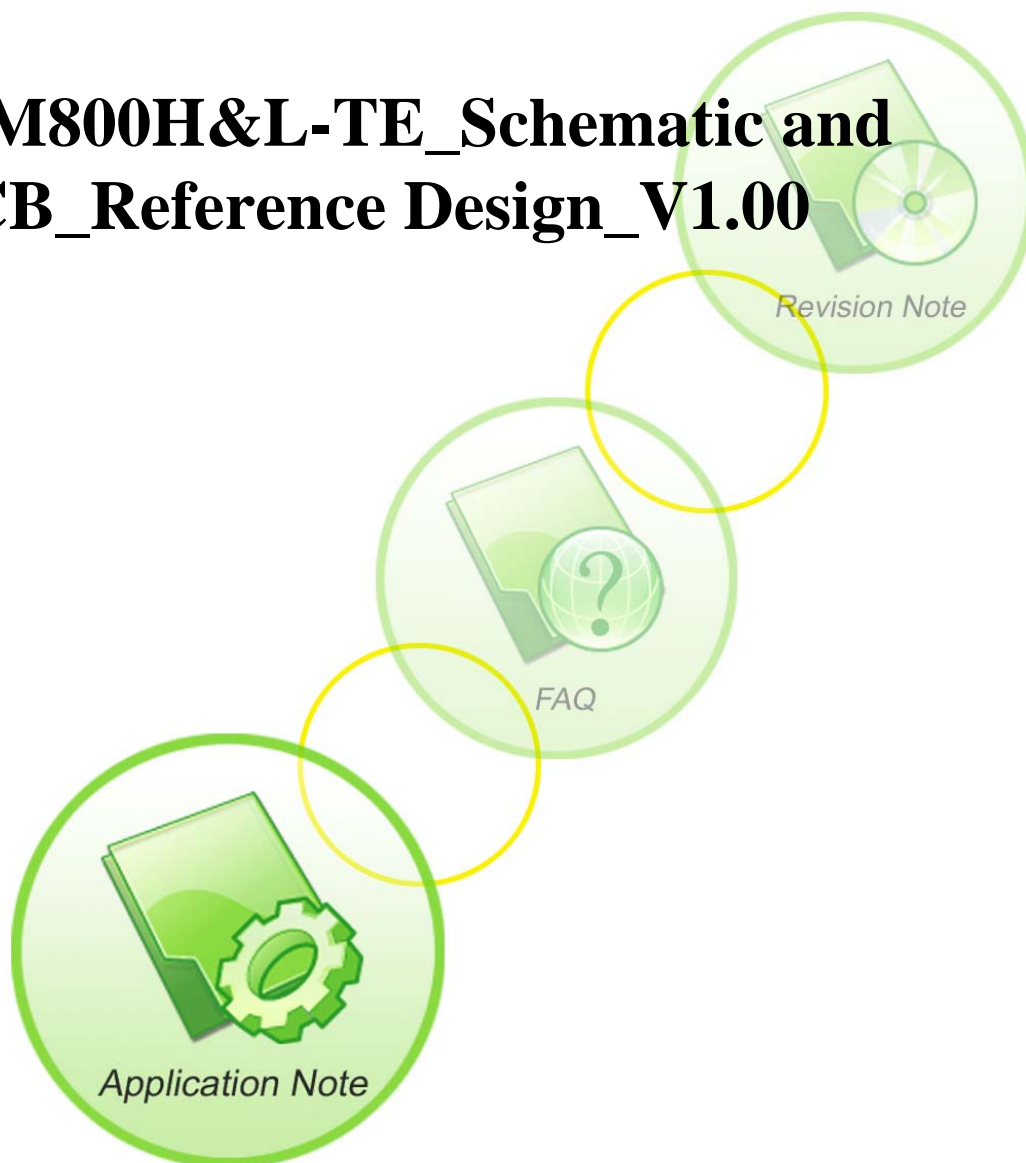 M800H&L-TE_Schematic and
CB_Reference Design_V1.00
Revision Note
?
FAQ
Application Note